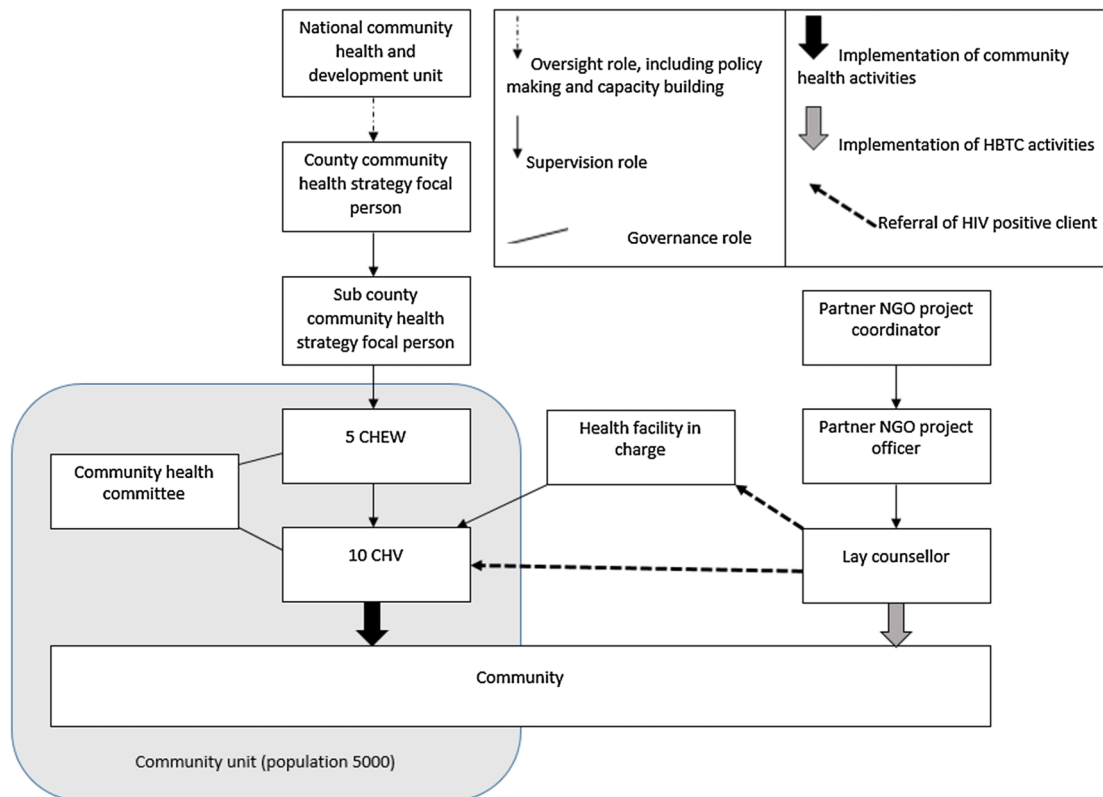 National community
health and
development unit
Oversight role, including policy
making and capacity building
Supervision role
Governance role
Implementation of community
health activities
Implementation of HBTC activities
Referral of HIV positive client
County community
health strategy focal
person
Sub county
community health
strategy focal person
Partner NGO project
coordinator
5 CHEW
Health facility in
charge
Partner NGO project
officer
Community health
committee
10 CHV
Lay counsellor
Community
Community unit (population 5000)